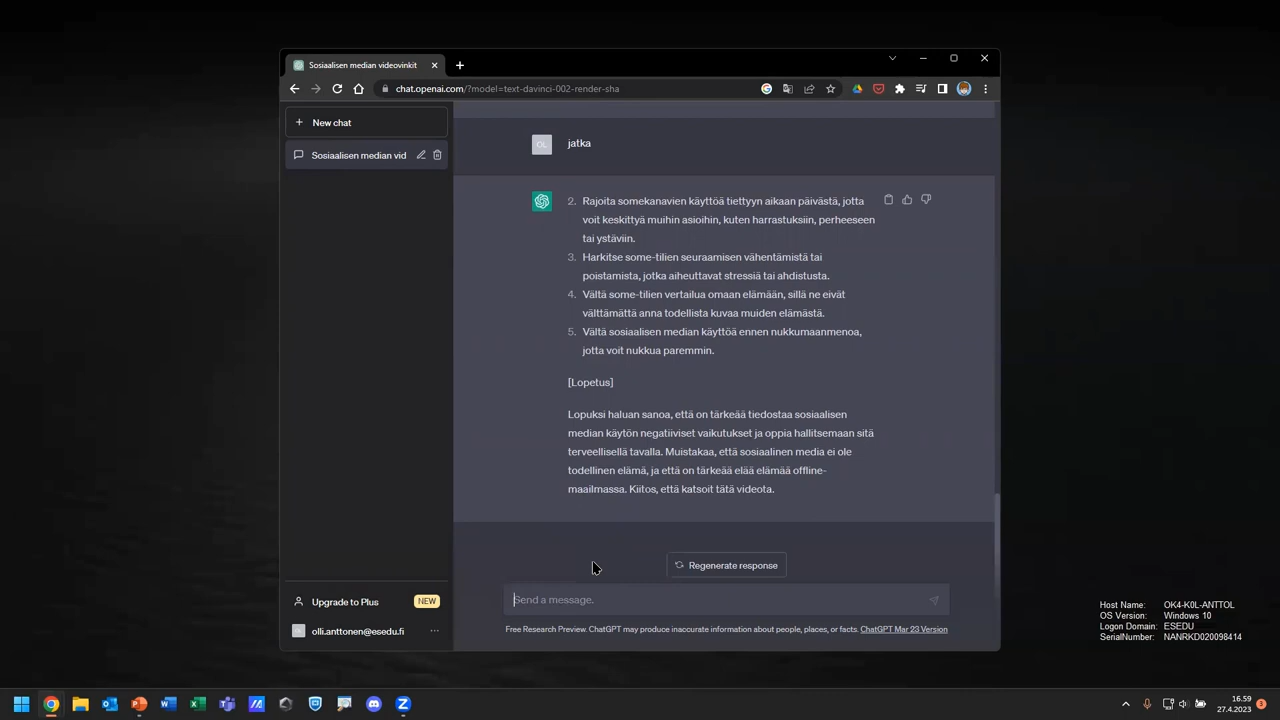 Sosiaalisen median videovinkit
chat.openai.com/?model=text-davinci-002-render-sha
New chat
Sosiaalisen median vid
OL
jatka
2. Rajoita somekanavien käyttöä tiettyyn aikaan päivästä, jotta
voit keskittyä muihin asioihin, kuten harrastuksiin, perheeseen
tai ystäviin.
3. Harkitse some-tilien seuraamisen vähentämistä tai
poistamista, jotka aiheuttavat stressiä tai ahdistusta.
4. Vältä some-tilien vertailua omaan elämään, sillä ne eivät
välttämättä anna todellista kuvaa muiden elämästä.
5. Vältä sosiaalisen median käyttöä ennen nukkumaanmenoa,
jotta voit nukkua paremmin.
[Lopetus]
Lopuksi haluan sanoa, että on tärkeää tiedostaa sosiaalisen
median käytön negatiiviset vaikutukset ja oppia hallitsemaan sitä
terveellisellä tavalla. Muistakaa, että sosiaalinen media ei ole
todellinen elämä, ja että on tärkeää elää elämää offline-
maailmassa. Kiitos, että katsoit tätä videota.
Regenerate response
Send a message.
Free Research Preview. ChatGPT may produce inaccurate information about people, places, or facts. ChatGPT Mar 23 Version
Upgrade to Plus NEW
olli.anttonen@esedu.fi
Host Name: OK4-K0L-ANTTOL
OS Version: Windows 10
Logon Domain: ESEDU
SerialNumber: NANRKD020098414
16.59
27.4.2023
3